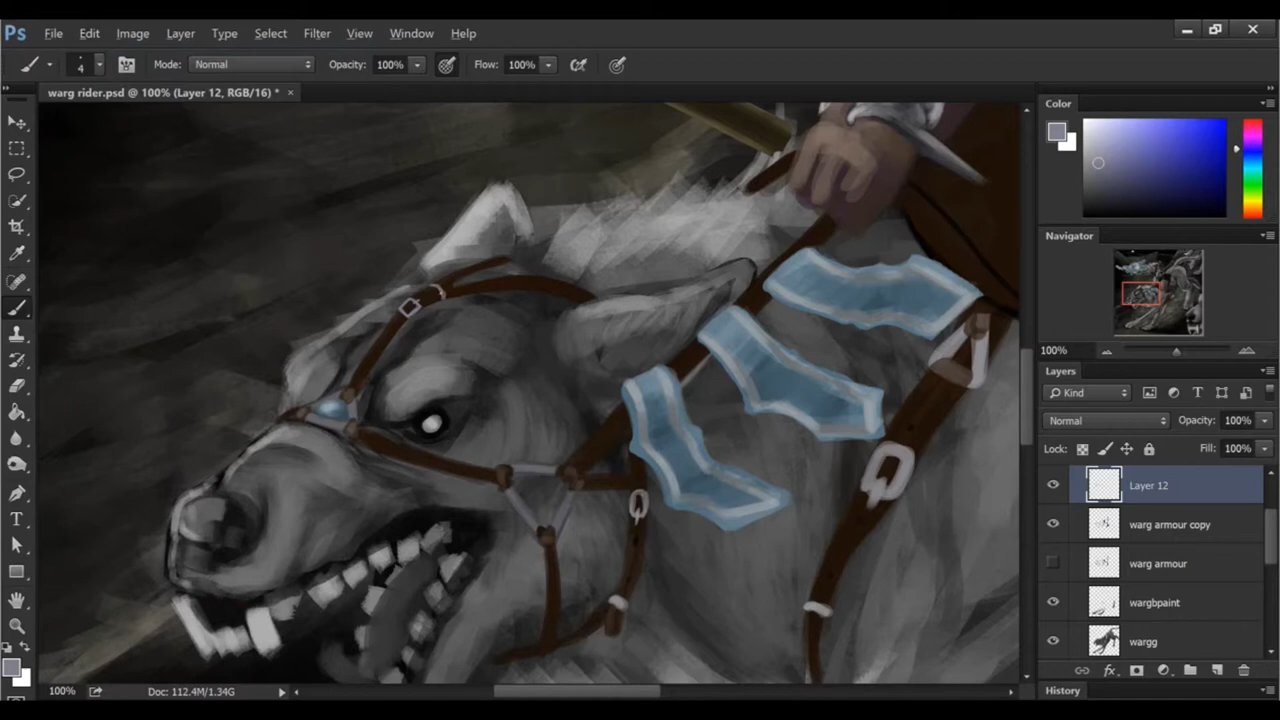 Ps File Edit Image Layer Type Select Filter View Window Help
4 Mode: Normal Opacity: 100% Flow: 100%
warg rider.psd @ 100% (Layer 12, RGB/16) * ×
Color
Navigator
100%
Layers
Kind T
Normal Opacity: 100%
Lock: Fill: 100%
Layer 12
warg armour copy
warg armour
wargbpaint
wargg
fx
History
T
100% Doc: 112.4M/1.34G